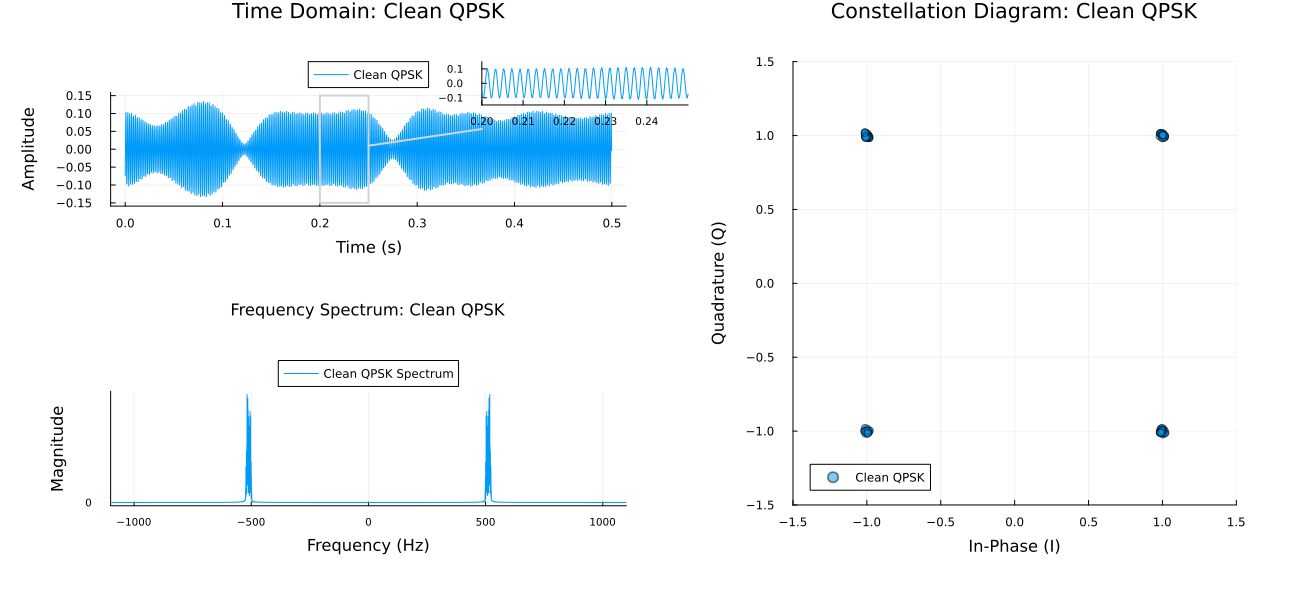 Time Domain: Clean QPSK
Clean QPSK
0.15
0.10
0.05
0.00
−0.05
−0.10
−0.15
Amplitude
0.0 0.1 0.2 0.3 0.4 0.5
Time (s)
0.1
0.0
−0.1
0.20 0.21 0.22 0.23 0.24
Frequency Spectrum: Clean QPSK
Clean QPSK Spectrum
Magnitude
0
−1000 −500 0 500 1000
Frequency (Hz)
Constellation Diagram: Clean QPSK
1.5
1.0
0.5
0.0
−0.5
−1.0
−1.5
Quadrature (Q)
Clean QPSK
−1.5 −1.0 −0.5 0.0 0.5 1.0 1.5
In-Phase (I)